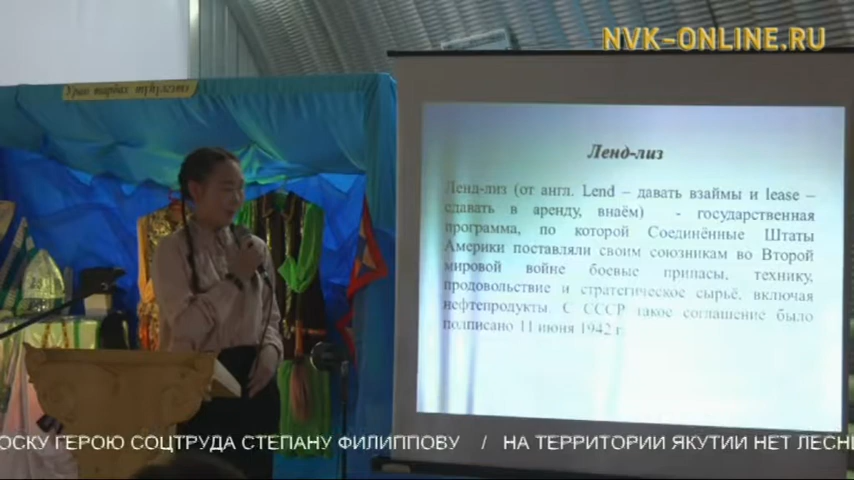 NVK-ONLINE.RU
Ленд-лиз
Ленд-лиз (от англ. Lend – давать взаймы и lease –
сдавать в аренду, внаём) - государственная
программа, по которой Соединённые Штаты
Америки поставляли своим союзникам во Второй
мировой войне боевые припасы, технику,
продовольствие и стратегическое сырьё, включая
нефтепродукты. С СССР такое соглашение было
подписано 11 июня 1942 г.
ОСКУ ГЕРОЮ СОЦТРУДА СТЕПАНУ ФИЛИППОВУ / НА ТЕРРИТОРИИ ЯКУТИИ НЕТ ЛЕСН